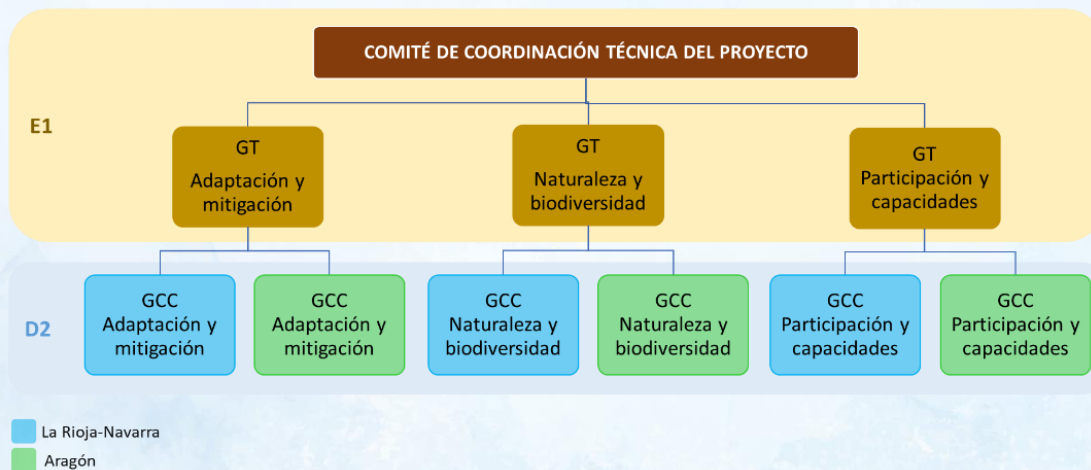 COMITÉ DE COORDINACIÓN TÉCNICA DEL PROYECTO
E1
GT
Adaptación y
mitigación
GT
Naturaleza y
biodiversidad
GT
Participación y
capacidades
D2
GCC
Adaptación y
mitigación
GCC
Adaptación y
mitigación
GCC
Naturaleza y
biodiversidad
GCC
Naturaleza y
biodiversidad
GCC
Participación y
capacidades
GCC
Participación y
capacidades
La Rioja-Navarra
Aragón